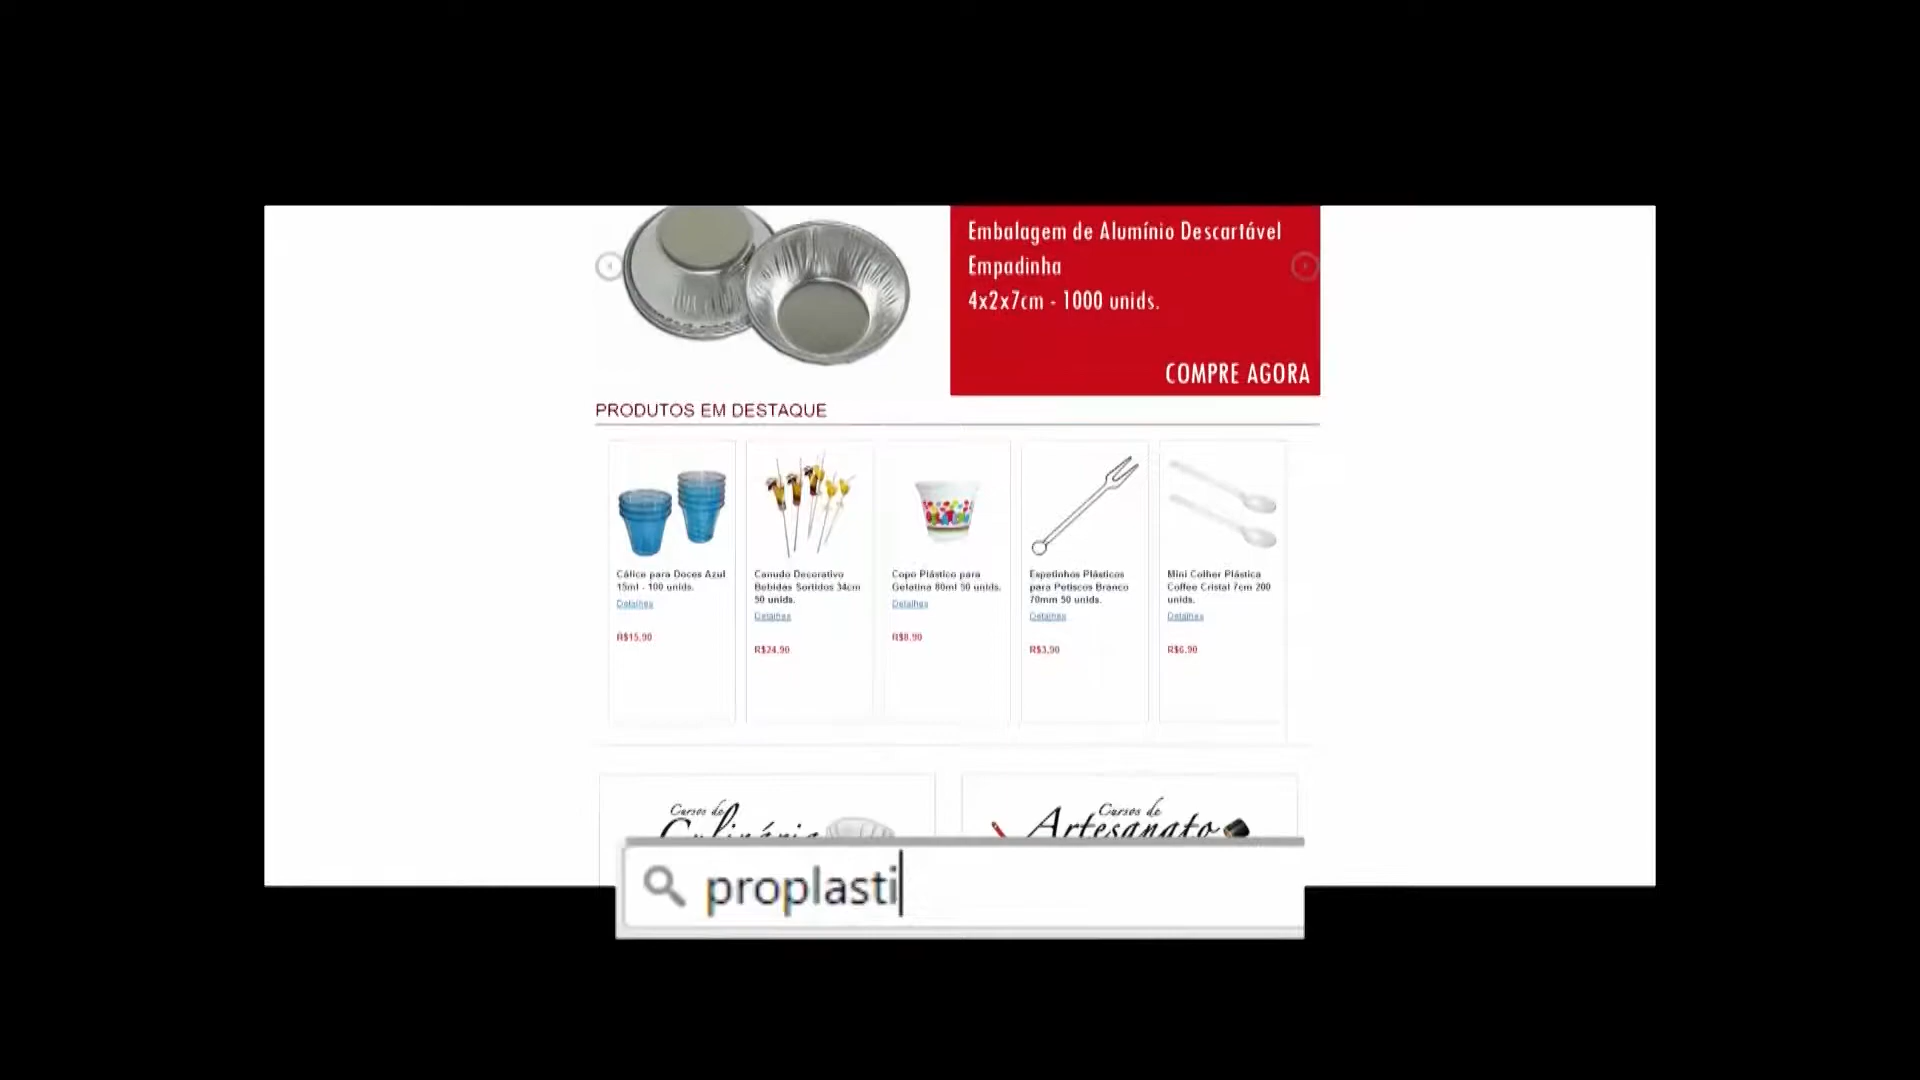 Embalagem de Alumínio Descartável
Empadinha
4x2x7cm - 1000 unids.
COMPRE AGORA
PRODUTOS EM DESTAQUE
Cálice para Doces Azul
15ml - 100 unids.
Detalhes
R$15,90
Canudo Decorativo
Bebidas Sortidos 34cm
50 unids.
Detalhes
R$24,90
Copo Plástico para
Gelatina 80ml 50 unids.
Detalhes
R$8,90
Espetinhos Plásticos
para Petiscos Branco
70mm 50 unids.
Detalhes
R$3,90
Mini Colher Plástica
Coffee Cristal 7cm 200
unids.
Detalhes
R$6,90
Cursos de
Culinária
Cursos de
Artesanato
proplasti